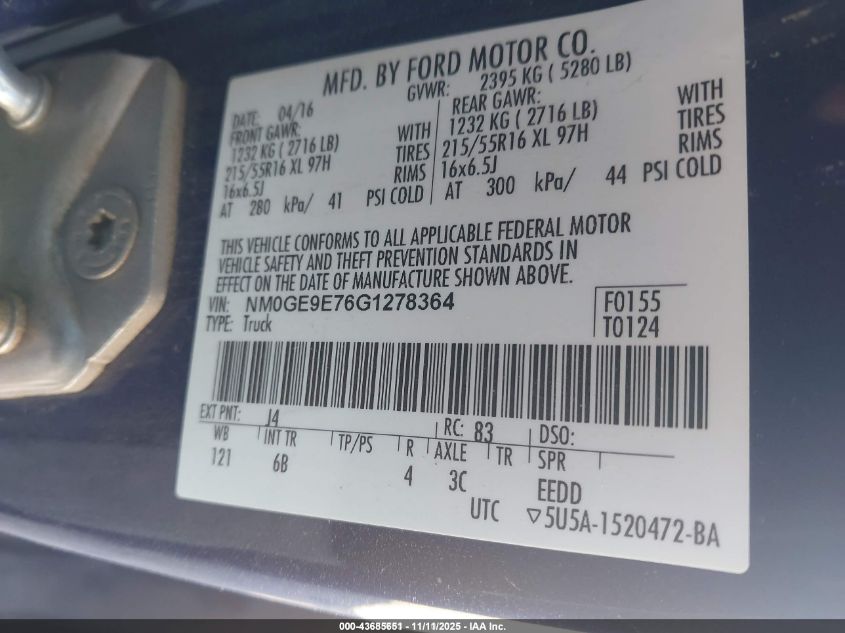 MFD. BY FORD MOTOR CO.
DATE: 04/16 GVWR: 2395 KG ( 5280 LB)
FRONT GAWR: REAR GAWR:
1232 KG ( 2716 LB) WITH 1232 KG ( 2716 LB) WITH
215/55R16 XL 97H TIRES 215/55R16 XL 97H TIRES
16x6.5J RIMS 16x6.5J RIMS
AT 280 kPa/ 41 PSI COLD AT 300 kPa/ 44 PSI COLD
THIS VEHICLE CONFORMS TO ALL APPLICABLE FEDERAL MOTOR
VEHICLE SAFETY AND THEFT PREVENTION STANDARDS IN
EFFECT ON THE DATE OF MANUFACTURE SHOWN ABOVE.
VIN: NM0GE9E76G1278364 F0155
TYPE: Truck T0124
EXT PNT: J4 RC: 83 DSO:
WB INT TR TP/PS R AXLE TR SPR
121 6B 4 3C EEDD
UTC ▽5U5A-1520472-BA
000-43685651 - 11/11/2025 - IAA Inc.